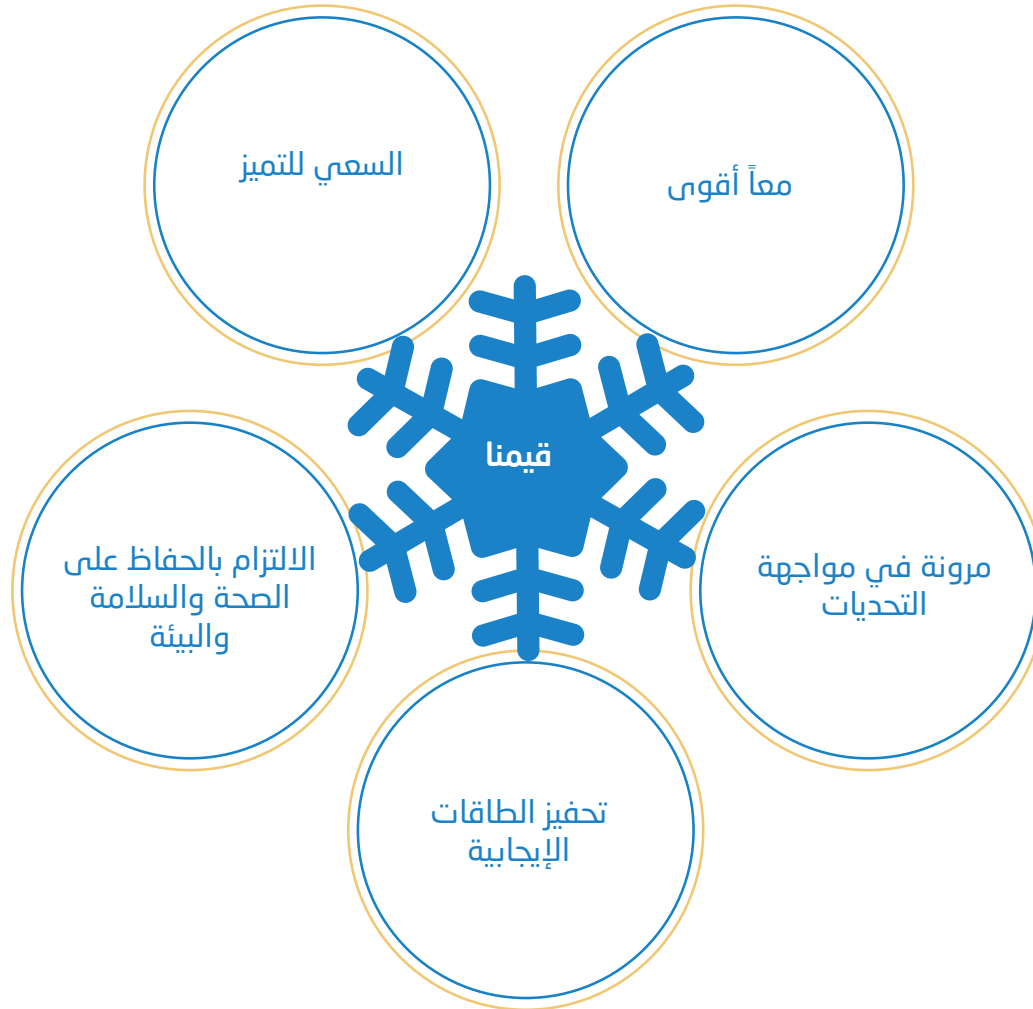 معاً أقوى
السعي للتميز
قيمنا
مرونة في مواجهة
التحديات
الالتزام بالحفاظ على
الصحة والسلامة
والبيئة
تحفيز الطاقات
الإيجابية